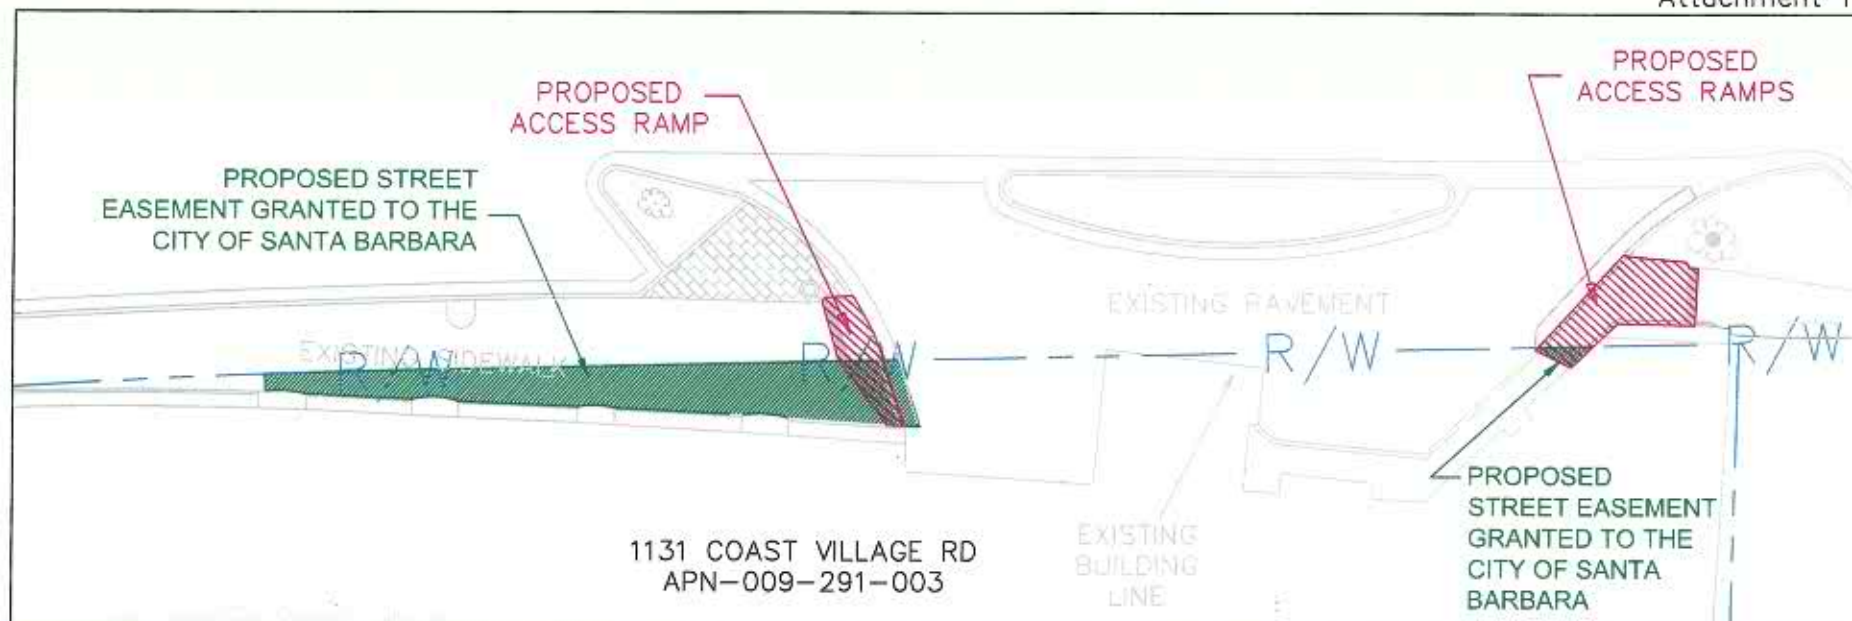 Attachment 1
PROPOSED
ACCESS RAMP
PROPOSED
ACCESS RAMPS
PROPOSED STREET
EASEMENT GRANTED TO THE
CITY OF SANTA BARBARA
EXISTING PAVEMENT
EXISTING SIDEWALK
R/W
R/W
R/W
R/W
1131 COAST VILLAGE RD
APN-009-291-003
EXISTING
BUILDING
LINE
PROPOSED
STREET EASEMENT
GRANTED TO THE
CITY OF SANTA
BARBARA